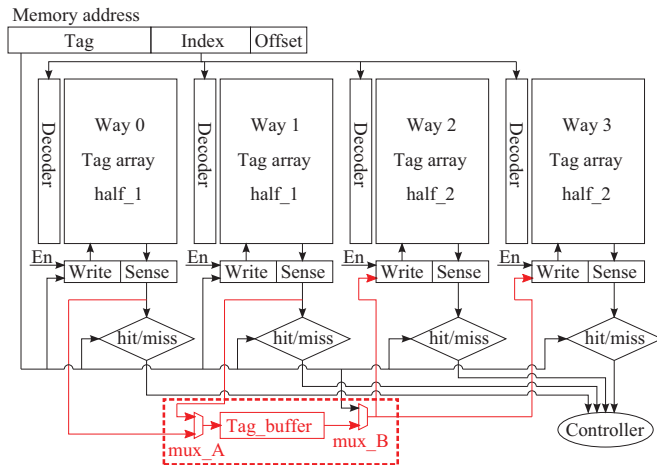 Memory address
Tag Index Offset
Decoder Way 0 Decoder Way 1 Decoder Way 2 Decoder Way 3
Tag array Tag array Tag array Tag array
half_1 half_1 half_2 half_2
En En En En
Write Sense Write Sense Write Sense Write Sense
hit/miss hit/miss hit/miss hit/miss
Tag_buffer
mux_A mux_B
Controller